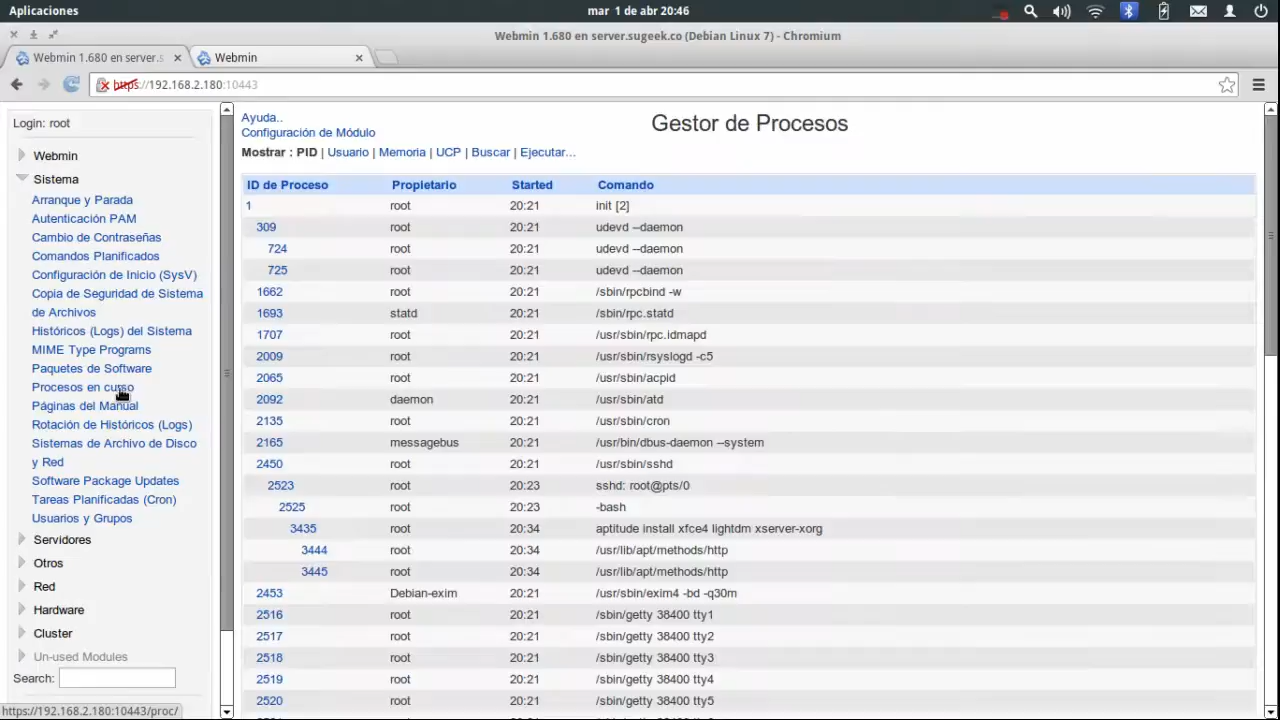 Aplicaciones
mar 1 de abr 20:46
Webmin 1.680 en server.sugeek.co (Debian Linux 7) - Chromium
Webmin 1.680 en server.s
Webmin
https://192.168.2.180:10443
Login: root
Webmin
Sistema
Arranque y Parada
Autenticación PAM
Cambio de Contraseñas
Comandos Planificados
Configuración de Inicio (SysV)
Copia de Seguridad de Sistema
de Archivos
Históricos (Logs) del Sistema
MIME Type Programs
Paquetes de Software
Procesos en curso
Páginas del Manual
Rotación de Históricos (Logs)
Sistemas de Archivo de Disco
y Red
Software Package Updates
Tareas Planificadas (Cron)
Usuarios y Grupos
Servidores
Otros
Red
Hardware
Cluster
Un-used Modules
Search:
https://192.168.2.180:10443/proc/
Ayuda..
Configuración de Módulo
Gestor de Procesos
Mostrar : PID | Usuario | Memoria | UCP | Buscar | Ejecutar...
ID de Proceso Propietario Started Comando
1 root 20:21 init [2]
309 root 20:21 udevd --daemon
724 root 20:21 udevd --daemon
725 root 20:21 udevd --daemon
1662 root 20:21 /sbin/rpcbind -w
1693 statd 20:21 /sbin/rpc.statd
1707 root 20:21 /usr/sbin/rpc.idmapd
2009 root 20:21 /usr/sbin/rsyslogd -c5
2065 root 20:21 /usr/sbin/acpid
2092 daemon 20:21 /usr/sbin/atd
2135 root 20:21 /usr/sbin/cron
2165 messagebus 20:21 /usr/bin/dbus-daemon --system
2450 root 20:21 /usr/sbin/sshd
2523 root 20:23 sshd: root@pts/0
2525 root 20:23 -bash
3435 root 20:34 aptitude install xfce4 lightdm xserver-xorg
3444 root 20:34 /usr/lib/apt/methods/http
3445 root 20:34 /usr/lib/apt/methods/http
2453 Debian-exim 20:21 /usr/sbin/exim4 -bd -q30m
2516 root 20:21 /sbin/getty 38400 tty1
2517 root 20:21 /sbin/getty 38400 tty2
2518 root 20:21 /sbin/getty 38400 tty3
2519 root 20:21 /sbin/getty 38400 tty4
2520 root 20:21 /sbin/getty 38400 tty5